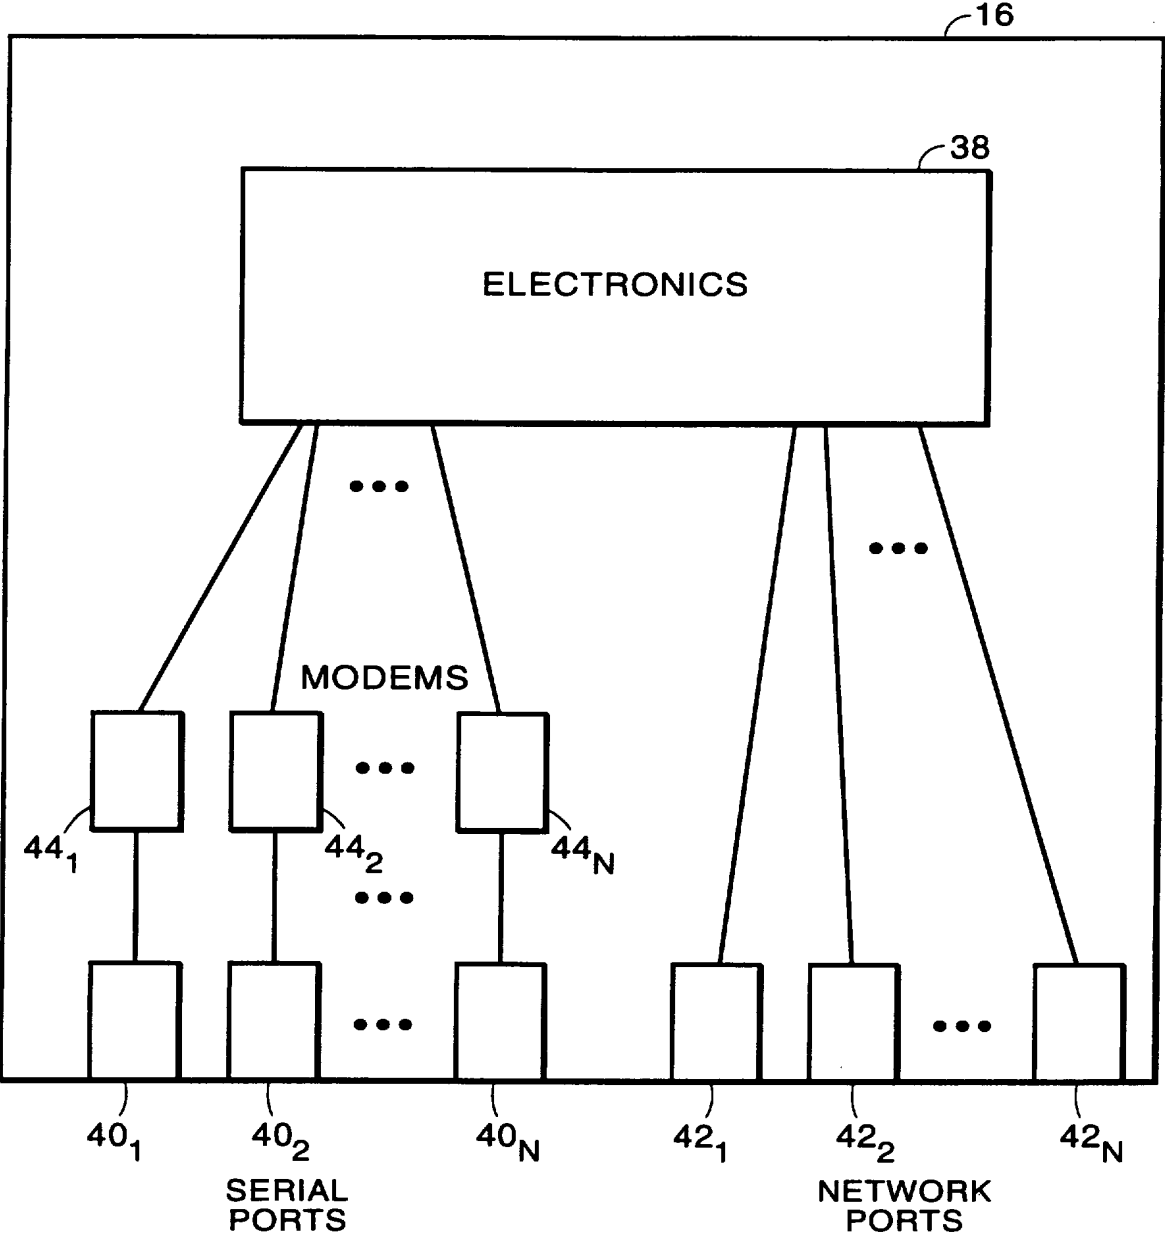 16
38
ELECTRONICS
MODEMS
44₁ 44₂ 44N
40₁ 40₂ 40N 42₁ 42₂ 42N
SERIAL PORTS
NETWORK PORTS